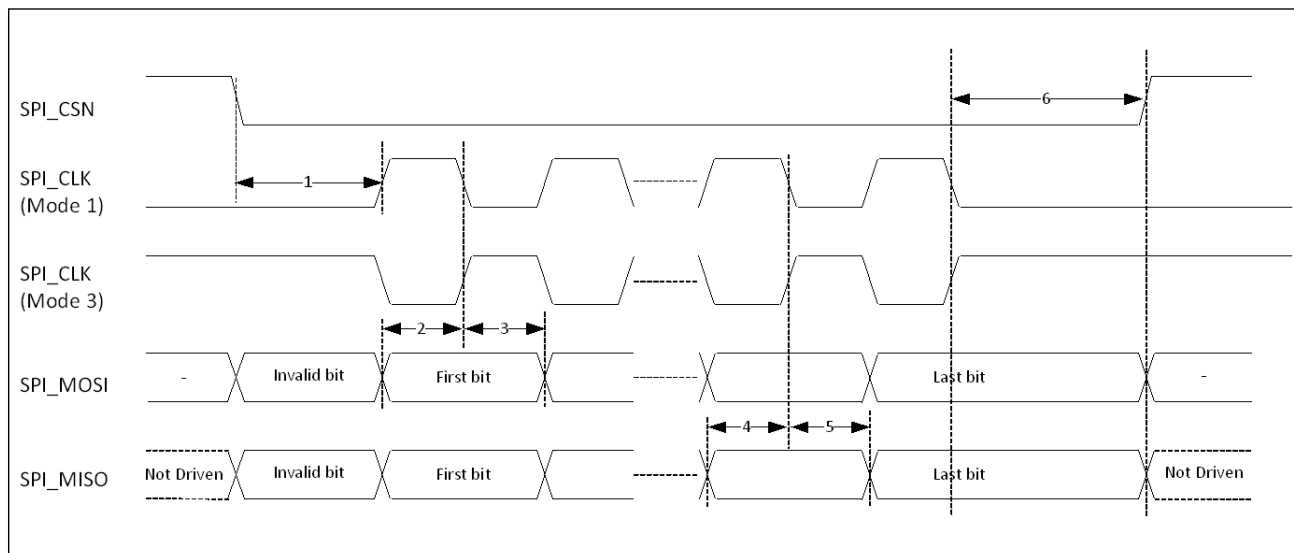 SPI_CSN
6
SPI_CLK
(Mode 1)
1
SPI_CLK
(Mode 3)
2
3
SPI_MOSI
-
Invalid bit
First bit
Last bit
-
4
5
SPI_MISO
Not Driven
Invalid bit
First bit
Last bit
Not Driven